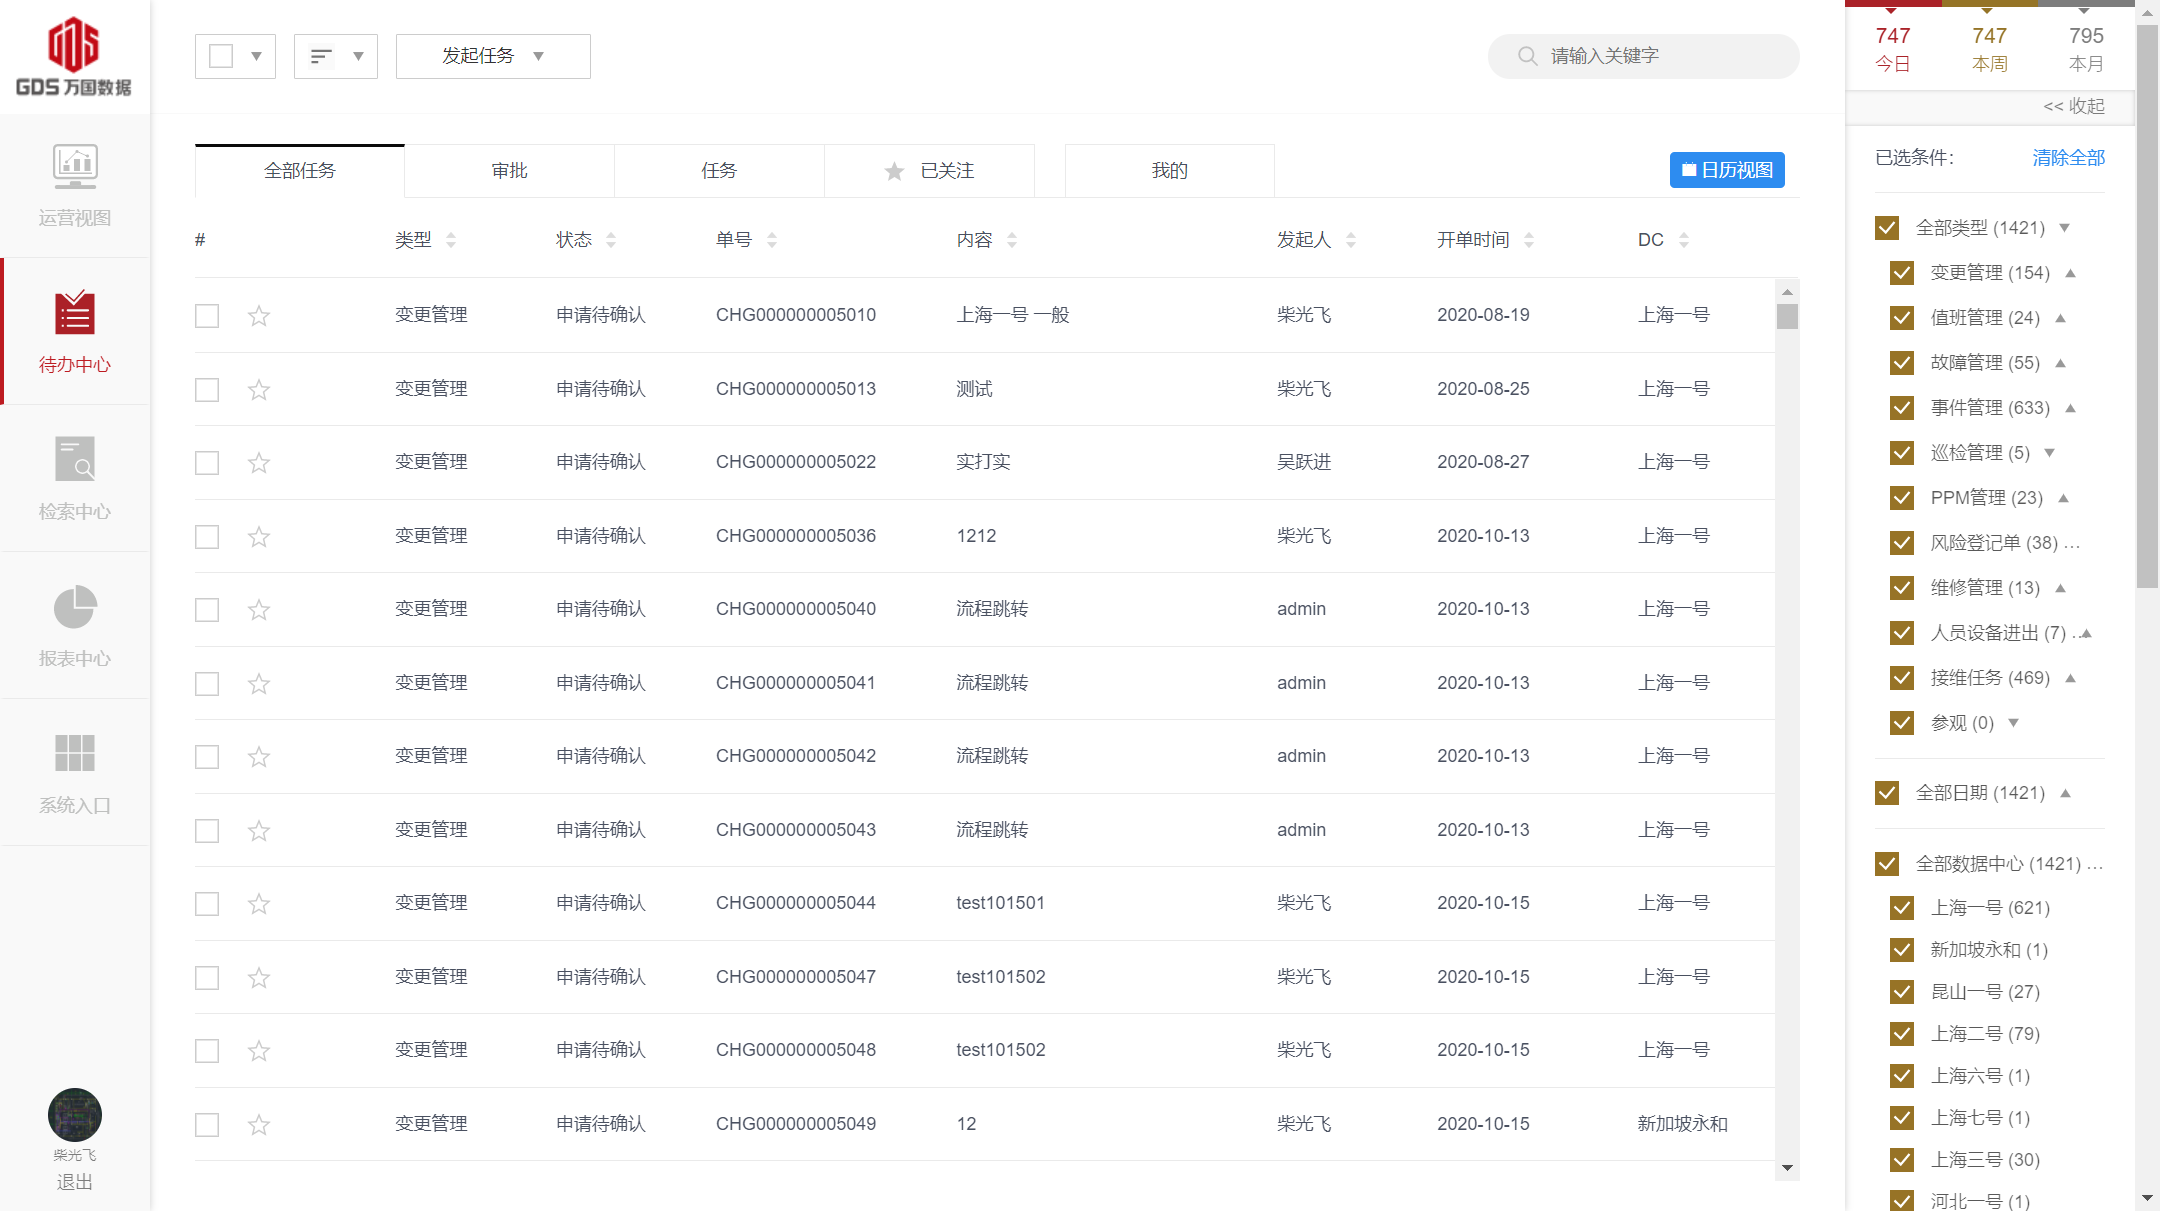 GDS 万国数据
运营视图
待办中心
检索中心
报表中心
系统入口
柴光飞
退出
发起任务
请输入关键字
全部任务 审批 任务 已关注 我的 日历视图
# 类型 状态 单号 内容 发起人 开单时间 DC
变更管理 申请待确认 CHG000000005010 上海一号 一般 柴光飞 2020-08-19 上海一号
变更管理 申请待确认 CHG000000005013 测试 柴光飞 2020-08-25 上海一号
变更管理 申请待确认 CHG000000005022 实打实 吴跃进 2020-08-27 上海一号
变更管理 申请待确认 CHG000000005036 1212 柴光飞 2020-10-13 上海一号
变更管理 申请待确认 CHG000000005040 流程跳转 admin 2020-10-13 上海一号
变更管理 申请待确认 CHG000000005041 流程跳转 admin 2020-10-13 上海一号
变更管理 申请待确认 CHG000000005042 流程跳转 admin 2020-10-13 上海一号
变更管理 申请待确认 CHG000000005043 流程跳转 admin 2020-10-13 上海一号
变更管理 申请待确认 CHG000000005044 test101501 柴光飞 2020-10-15 上海一号
变更管理 申请待确认 CHG000000005047 test101502 柴光飞 2020-10-15 上海一号
变更管理 申请待确认 CHG000000005048 test101502 柴光飞 2020-10-15 上海一号
变更管理 申请待确认 CHG000000005049 12 柴光飞 2020-10-15 新加坡永和
747 747 795
今日 本周 本月
<< 收起
已选条件： 清除全部
全部类型 (1421)
变更管理 (154)
值班管理 (24)
故障管理 (55)
事件管理 (633)
巡检管理 (5)
PPM管理 (23)
风险登记单 (38) ...
维修管理 (13)
人员设备进出 (7) ...
接维任务 (469)
参观 (0)
全部日期 (1421)
全部数据中心 (1421) ...
上海一号 (621)
新加坡永和 (1)
昆山一号 (27)
上海二号 (79)
上海六号 (1)
上海七号 (1)
上海三号 (30)
河北一号 (1)